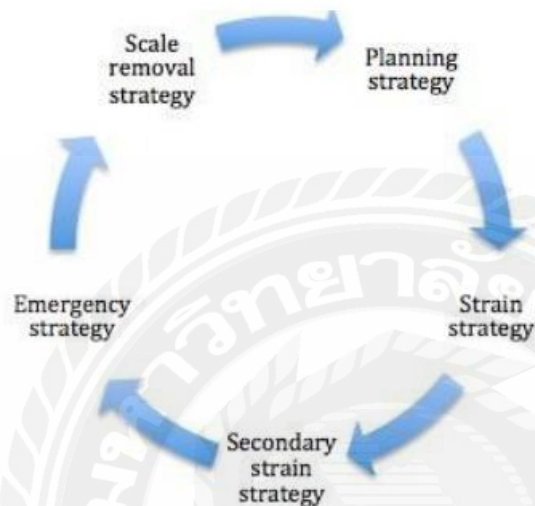 Scale
removal
strategy
Planning
strategy
Strain
strategy
Secondary
strain
strategy
Emergency
strategy